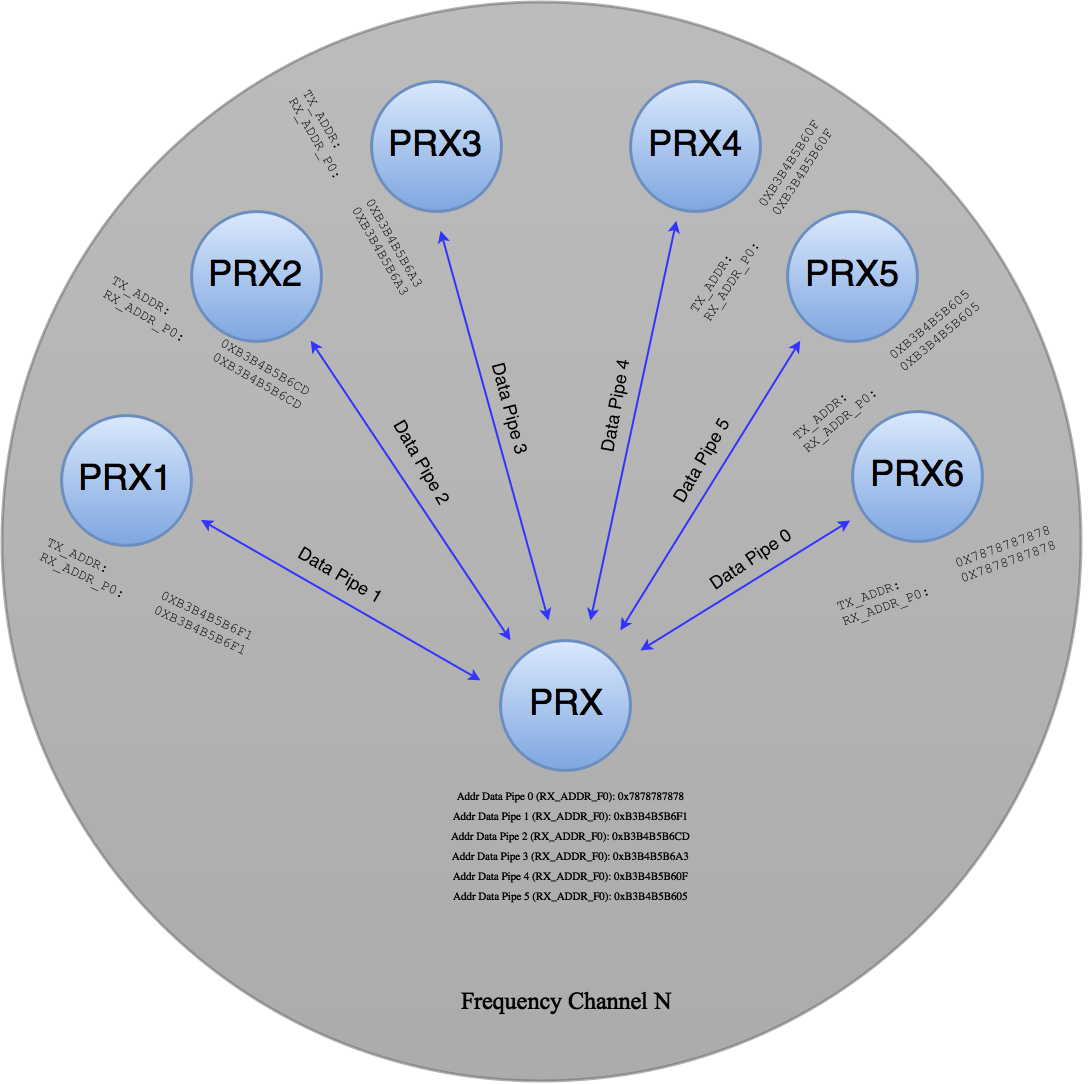 PRX3
PRX4
TX_ADDR:
RX_ADDR_P0:
0XB3B4B5B6A3
0XB3B4B5B6A3
0XB3B4B5B60F
0XB3B4B5B60F
TX_ADDR:
RX_ADDR_P0:
PRX2
PRX5
TX_ADDR:
RX_ADDR_P0:
0XB3B4B5B6CD
0XB3B4B5B6CD
0XB3B4B5B605
0XB3B4B5B605
TX_ADDR:
RX_ADDR_P0:
PRX1
PRX6
TX_ADDR:
RX_ADDR_P0:
0XB3B4B5B6F1
0XB3B4B5B6F1
0X7878787878
0X7878787878
TX_ADDR:
RX_ADDR_P0:
Data Pipe 1
Data Pipe 2
Data Pipe 3
Data Pipe 4
Data Pipe 5
Data Pipe 0
PRX
Addr Data Pipe 0 (RX_ADDR_F0): 0x7878787878
Addr Data Pipe 1 (RX_ADDR_F0): 0xB3B4B5B6F1
Addr Data Pipe 2 (RX_ADDR_F0): 0xB3B4B5B6CD
Addr Data Pipe 3 (RX_ADDR_F0): 0xB3B4B5B6A3
Addr Data Pipe 4 (RX_ADDR_F0): 0xB3B4B5B60F
Addr Data Pipe 5 (RX_ADDR_F0): 0xB3B4B5B605
Frequency Channel N